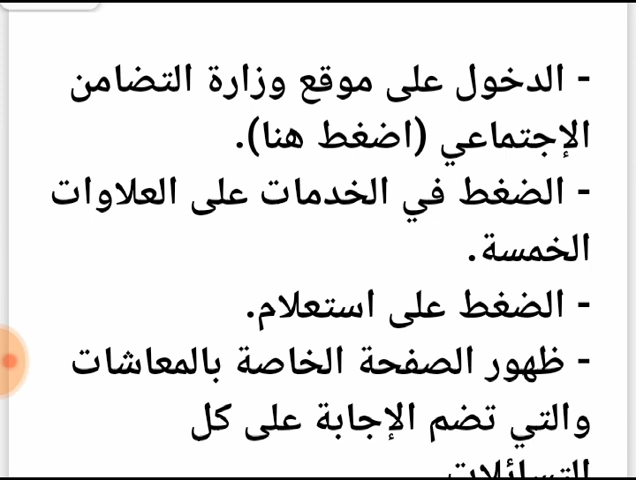 - الدخول على موقع وزارة التضامن
الإجتماعي (اضغط هنا).
- الضغط في الخدمات على العلاوات
الخمسة.
- الضغط على استعلام.
- ظهور الصفحة الخاصة بالمعاشات
والتي تضم الإجابة على كل